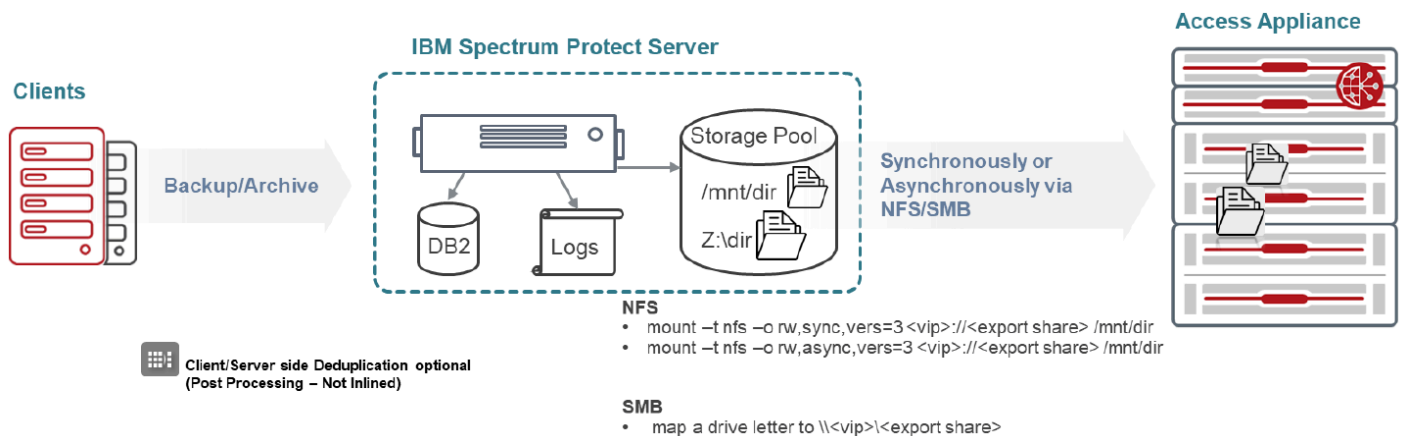 Access Appliance
IBM Spectrum Protect Server
Clients
Storage Pool
Backup/Archive
/mnt/dir
Z:\dir
DB2
Logs
Synchronously or
Asynchronously via
NFS/SMB
NFS
• mount –t nfs –o rw,sync,vers=3 <vip>://<export share> /mnt/dir
• mount –t nfs –o rw,async,vers=3 <vip>://<export share> /mnt/dir
Client/Server side Deduplication optional
(Post Processing – Not Inlined)
SMB
• map a drive letter to \\<vip>\<export share>